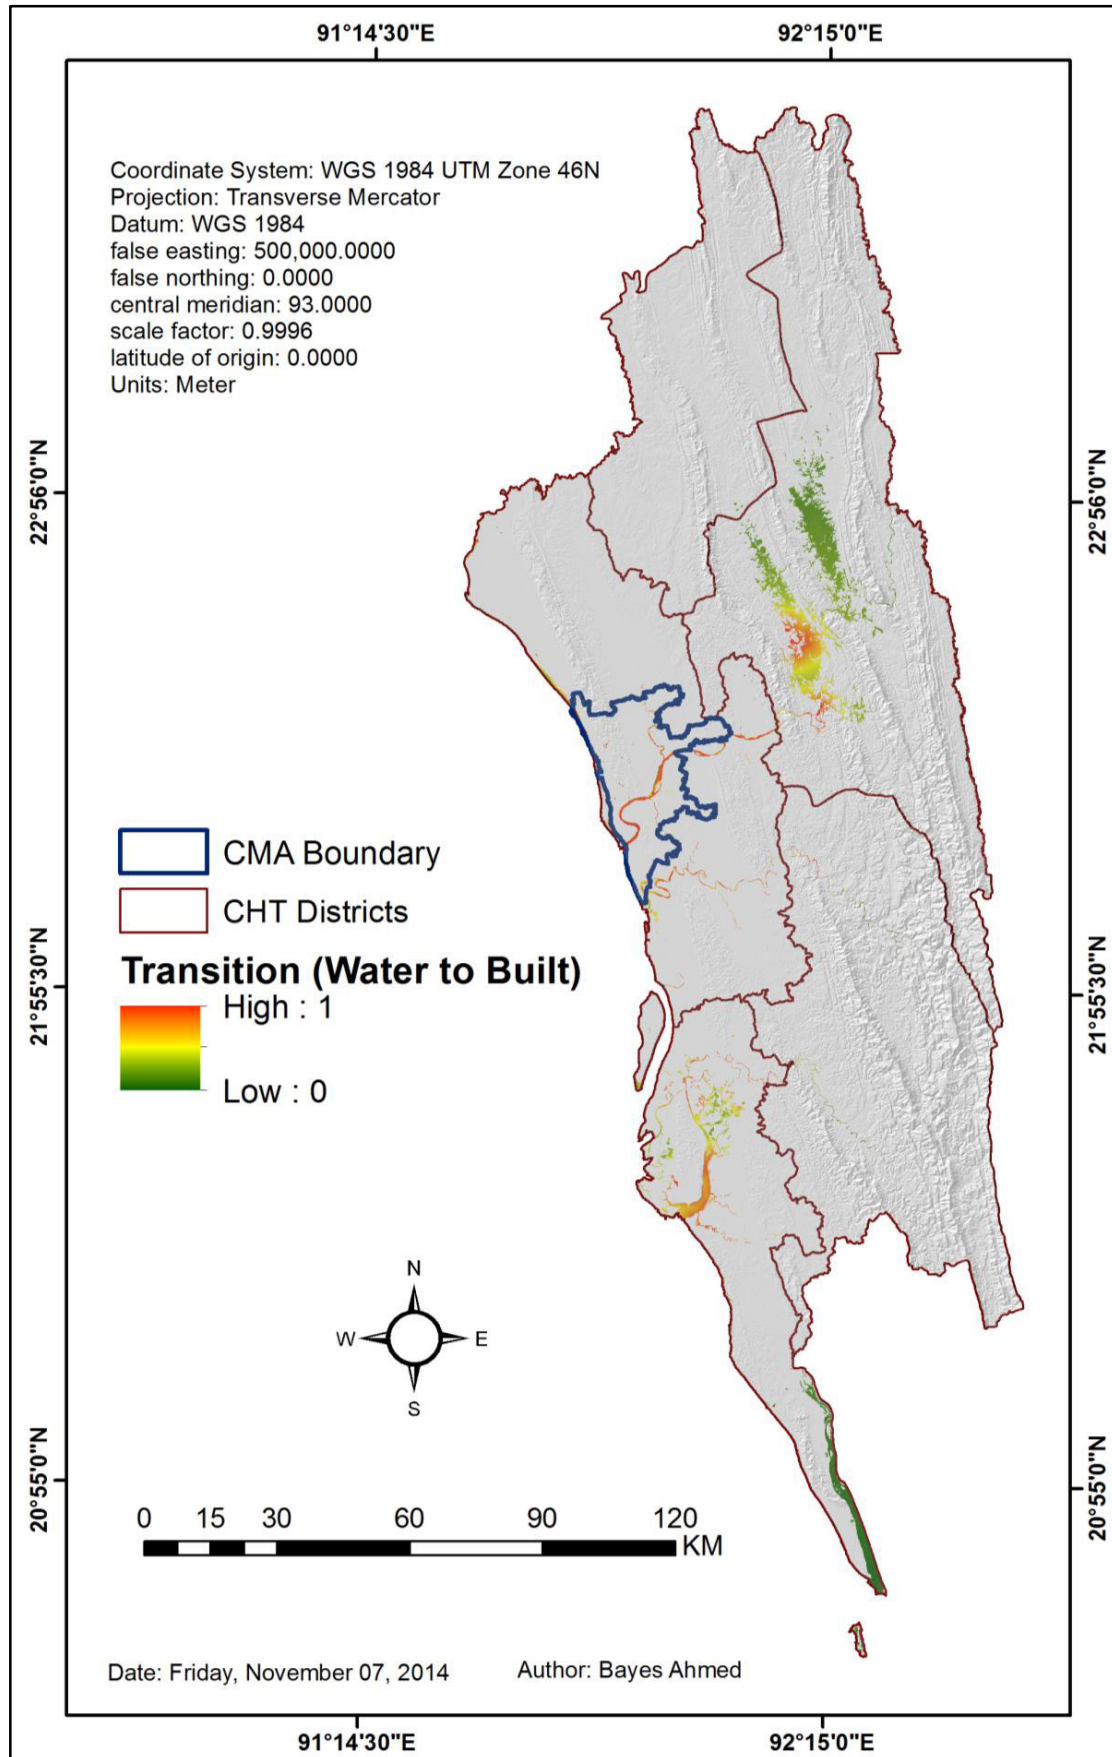 91°14'30"E
92°15'0"E
Coordinate System: WGS 1984 UTM Zone 46N
Projection: Transverse Mercator
Datum: WGS 1984
false easting: 500,000.0000
false northing: 0.0000
central meridian: 93.0000
scale factor: 0.9996
latitude of origin: 0.0000
Units: Meter
22°56'0"N
22°56'0"N
CMA Boundary
CHT Districts
Transition (Water to Built)
High : 1
Low : 0
21°55'30"N
21°55'30"N
N
W
E
S
20°55'0"N
20°55'0"N
0 15 30 60 90 120
KM
Date: Friday, November 07, 2014
Author: Bayes Ahmed
91°14'30"E
92°15'0"E